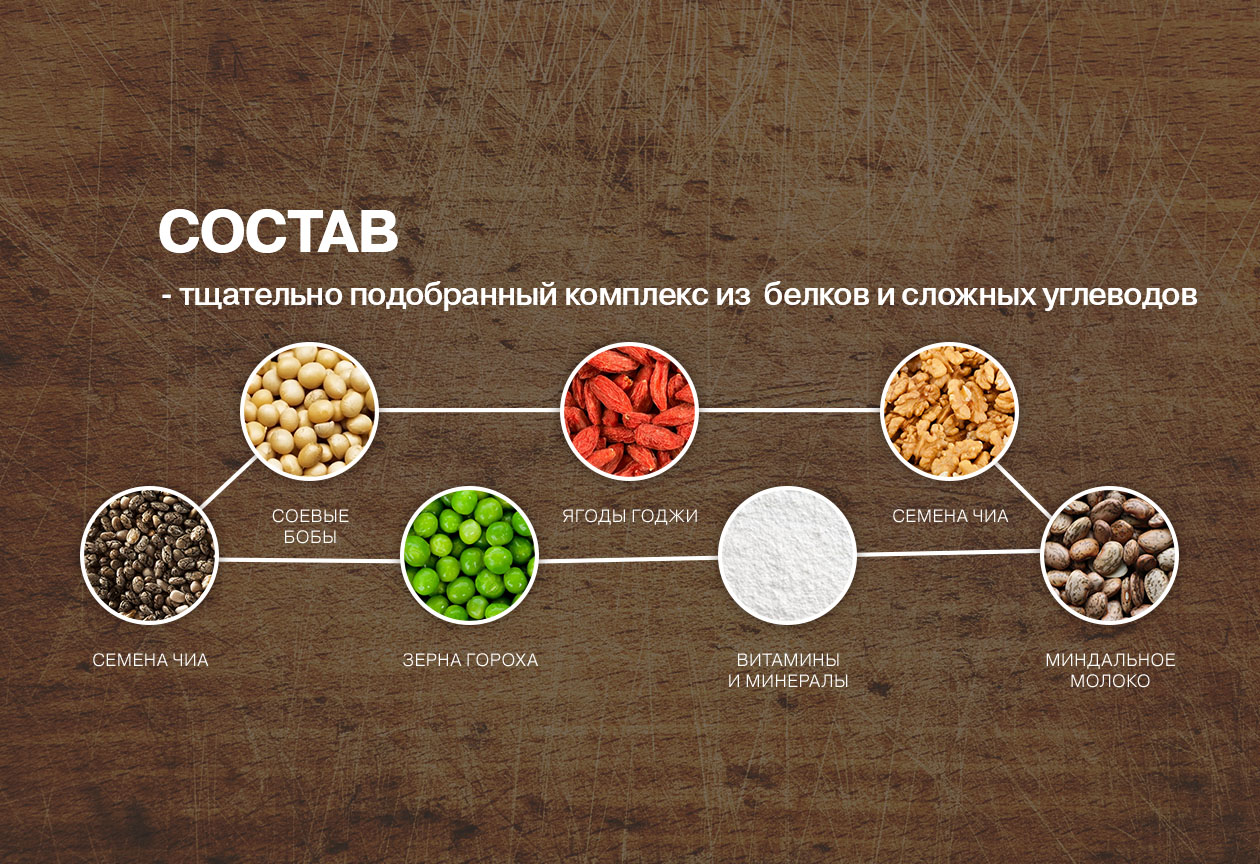 СОСТАВ
- тщательно подобранный комплекс из белков и сложных углеводов
СОЕВЫЕ
БОБЫ
ЯГОДЫ ГОДЖИ
СЕМЕНА ЧИА
СЕМЕНА ЧИА
ЗЕРНА ГОРОХА
ВИТАМИНЫ
И МИНЕРАЛЫ
МИНДАЛЬНОЕ
МОЛОКО